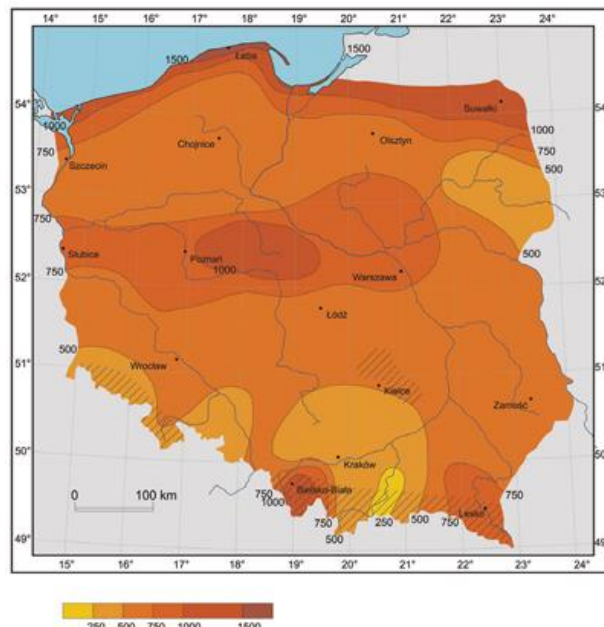 14° 15° 16° 17° 18° 19° 20° 21° 22° 23° 24°
1500 Łeba 1500
54° 54°
Suwałki
1000 1000
Chojnice Olsztyn 750
750 500
Szczecin
53° 53°
750
500
Słubice Poznań
750 1000 Warszawa
52° 52°
Łódź
500
51° Wrocław 51°
Kielce
Zamość
50° 50°
Kraków
750 Bielsko-Biała 750
1000 Lesko
0 100 km
750 250 500 750
500
49°
15° 16° 17° 18° 19° 20° 21° 22° 23°
250 500 750 1000 1500